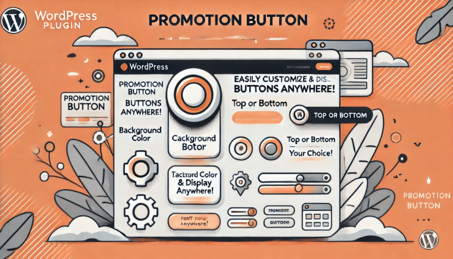 WordPress
PLUGIN
PROMOTION BUTTON
WordPress
PROMOTION
BUTTON
BUTTONS
ANYWHERE!
Background
Color
Cackground
Botor
Tactzord Color
& Display
Anywhere!
EASILY CUSTOMIZE & DIS..
BUTTONS ANYWHERE!
Top or Bottom
TOP OR BOTTOM
Top or Bottom
Your Choice!
PROMOTION
BUTTON
PROMOTION
BUTTON